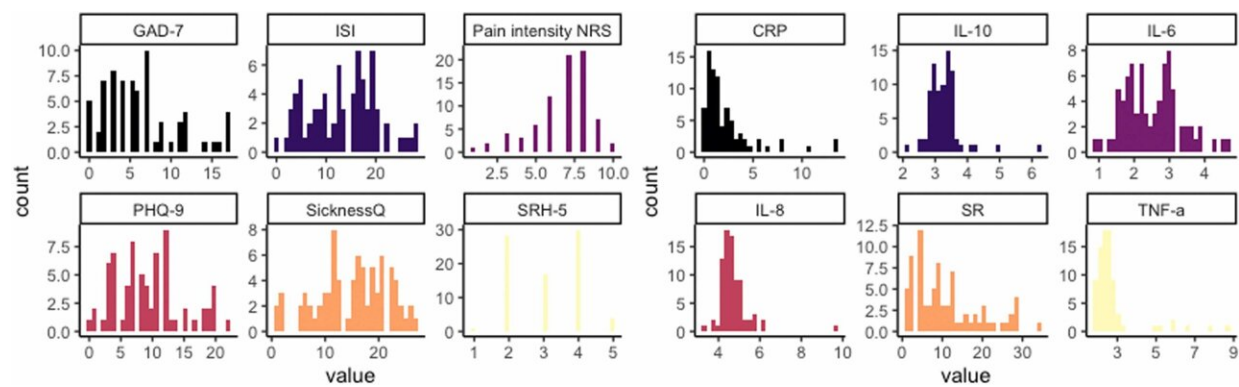 GAD-7 ISI Pain intensity NRS CRP IL-10 IL-6
10.0 7.5 5.0 2.5 0.0 6 4 2 0 20 15 10 5 0 15 10 5 0 15 10 5 0 8 6 4 2 0
0 5 10 15 0 10 20 2.5 5.0 7.5 10.0 0 5 10 2 3 4 5 6 1 2 3 4
count count
PHQ-9 SicknessQ SRH-5 IL-8 SR TNF-a
7.5 5.0 2.5 0.0 8 6 4 2 0 30 20 10 0 15 10 5 0 12.5 10.0 7.5 5.0 2.5 0.0 15 10 5 0
0 5 10 15 20 0 10 20 1 2 3 4 5 4 6 8 10 0 10 20 30 3 5 7 9
value value